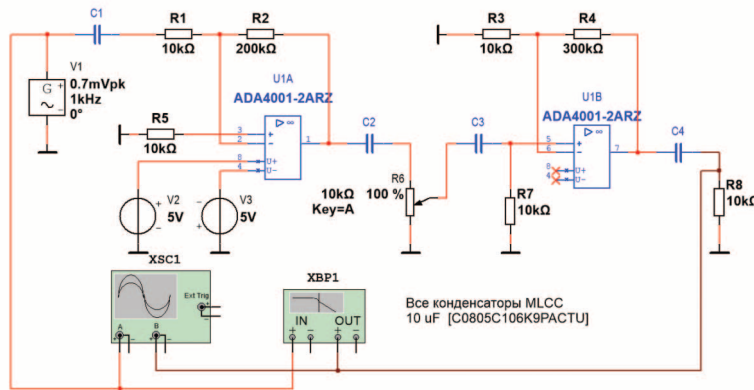 C1
R1
10kΩ
R2
200kΩ
R3
10kΩ
R4
300kΩ
V1
0.7mVpk
1kHz
0°
G
U1A
ADA4001-2ARZ
U1B
ADA4001-2ARZ
R5
10kΩ
3
2
8
4
1
U+
U-
C2
C3
C4
5
6
8
4
7
U+
U-
R6
10kΩ
100 %
Key=A
R7
10kΩ
R8
10kΩ
V2
5V
V3
5V
XSC1
Ext Trig
A
B
XBP1
IN
OUT
Все конденсаторы MLCC
10 uF [C0805C106K9PACTU]